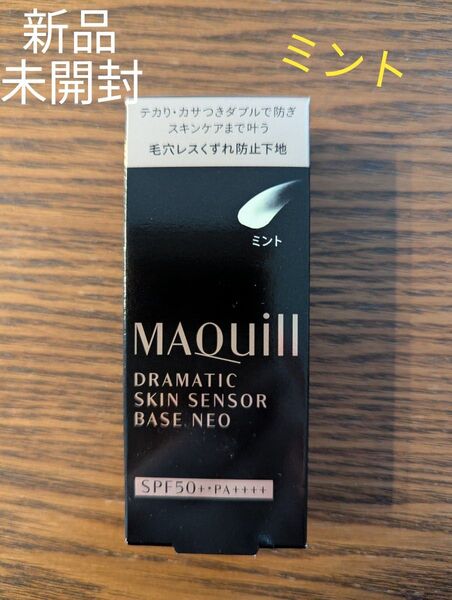 新品
未開封
ミント
テカリ・カサつきダブルで防ぎ
スキンケアまで叶う
毛穴レスくずれ防止下地
ミント
MAQuill
DRAMATIC
SKIN SENSOR
BASE NEO
SPF50+・PA++++